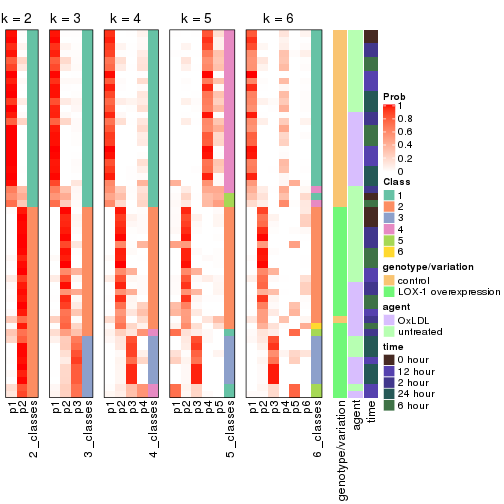 k = 2 k = 3 k = 4 k = 5 k = 6
Prob
1
0.8
0.6
0.4
0.2
0
Class
1
2
3
4
5
6
genotype/variation
control
LOX-1 overexpression
agent
OxLDL
untreated
time
0 hour
12 hour
2 hour
24 hour
6 hour
p1 p2 2_classes p1 p2 p3 3_classes p1 p2 p3 p4 4_classes p1 p2 p3 p4 p5 5_classes p1 p2 p3 p4 p5 p6 6_classes genotype/variation agent time